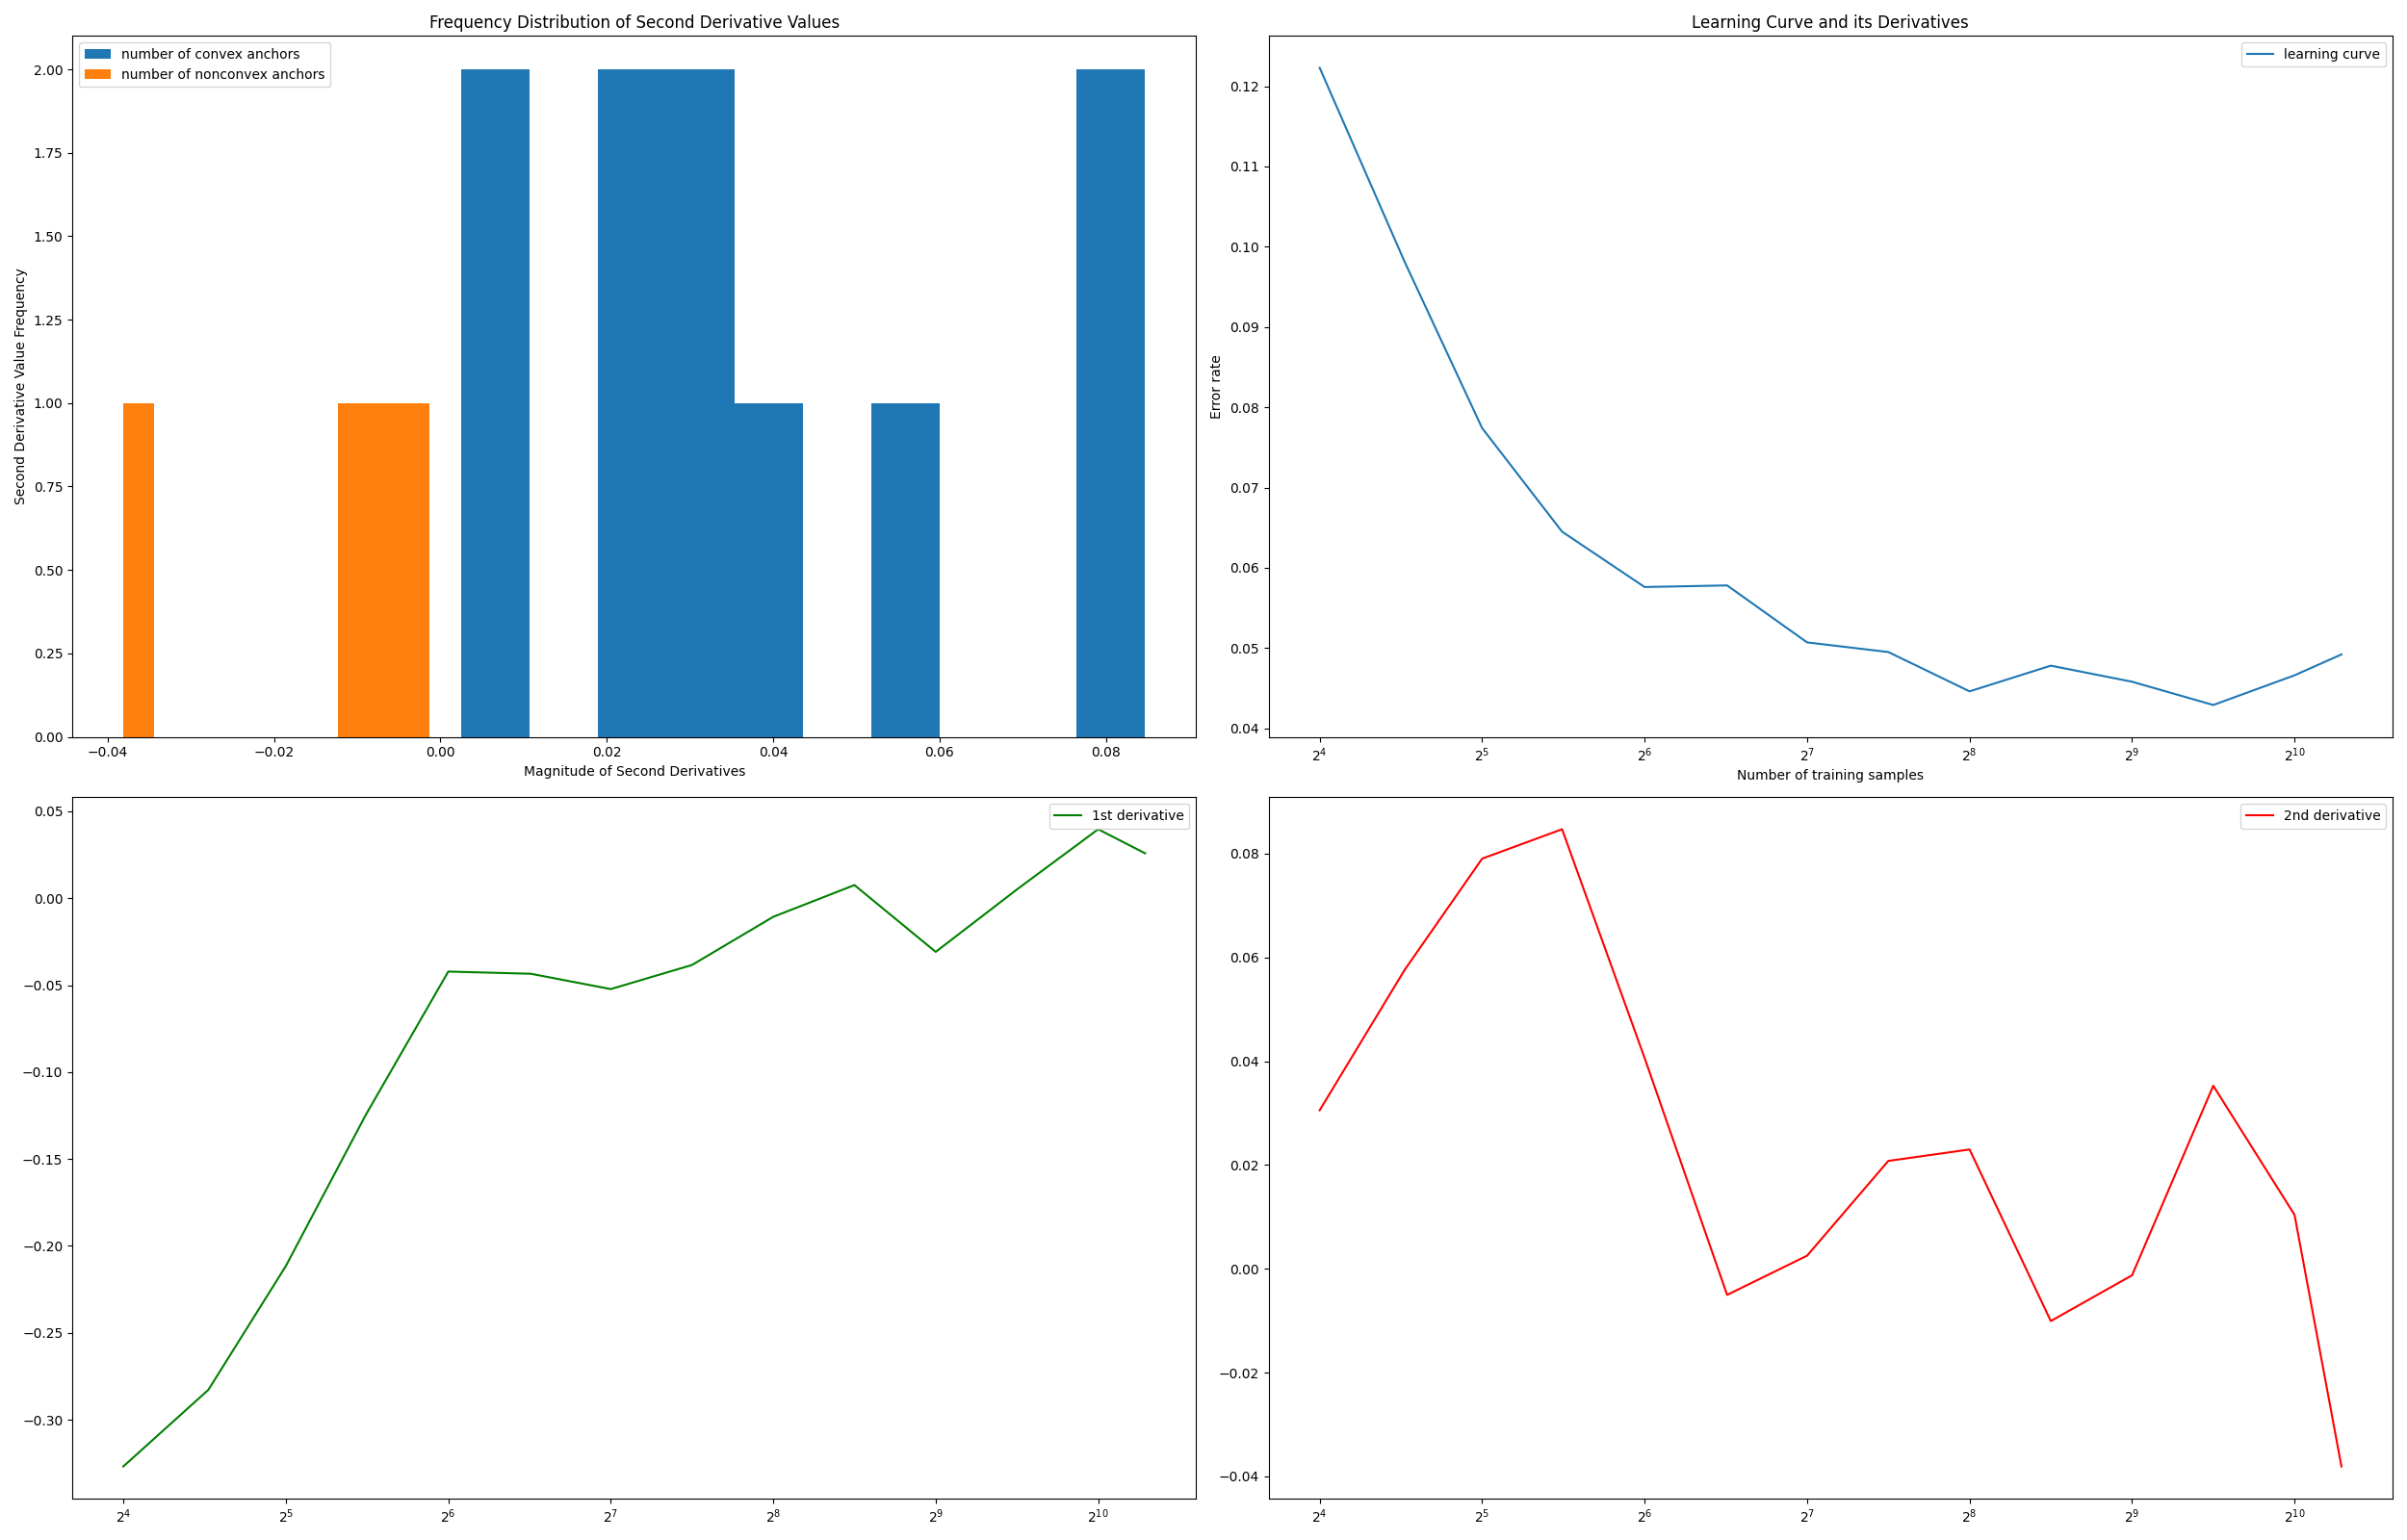 Frequency Distribution of Second Derivative Values
number of convex anchors
number of nonconvex anchors
Second Derivative Value Frequency
2.00
1.75
1.50
1.25
1.00
0.75
0.50
0.25
0.00
−0.04 −0.02 0.00 0.02 0.04 0.06 0.08
Magnitude of Second Derivatives
Learning Curve and its Derivatives
learning curve
Error rate
0.12
0.11
0.10
0.09
0.08
0.07
0.06
0.05
0.04
2⁴ 2⁵ 2⁶ 2⁷ 2⁸ 2⁹ 2¹⁰
Number of training samples
1st derivative
0.05
0.00
−0.05
−0.10
−0.15
−0.20
−0.25
−0.30
2⁴ 2⁵ 2⁶ 2⁷ 2⁸ 2⁹ 2¹⁰
2nd derivative
0.08
0.06
0.04
0.02
0.00
−0.02
−0.04
2⁴ 2⁵ 2⁶ 2⁷ 2⁸ 2⁹ 2¹⁰